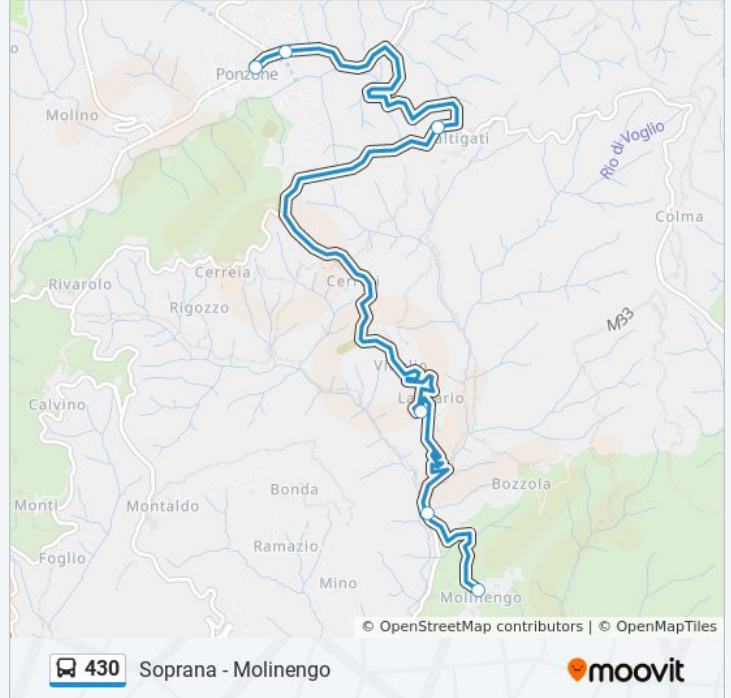 o
Ponzone
Molino
altigati
Rio di Voglio
Colma
Cerreia
Rivarolo
Rigozzo
M33
Calvino
Bonda
Bozzola
Monti
Montaldo
Ramazio
Foglio
Mino
Molinengo
© OpenStreetMap contributors | © OpenMapTiles
430 Soprana - Molinengo
moovit